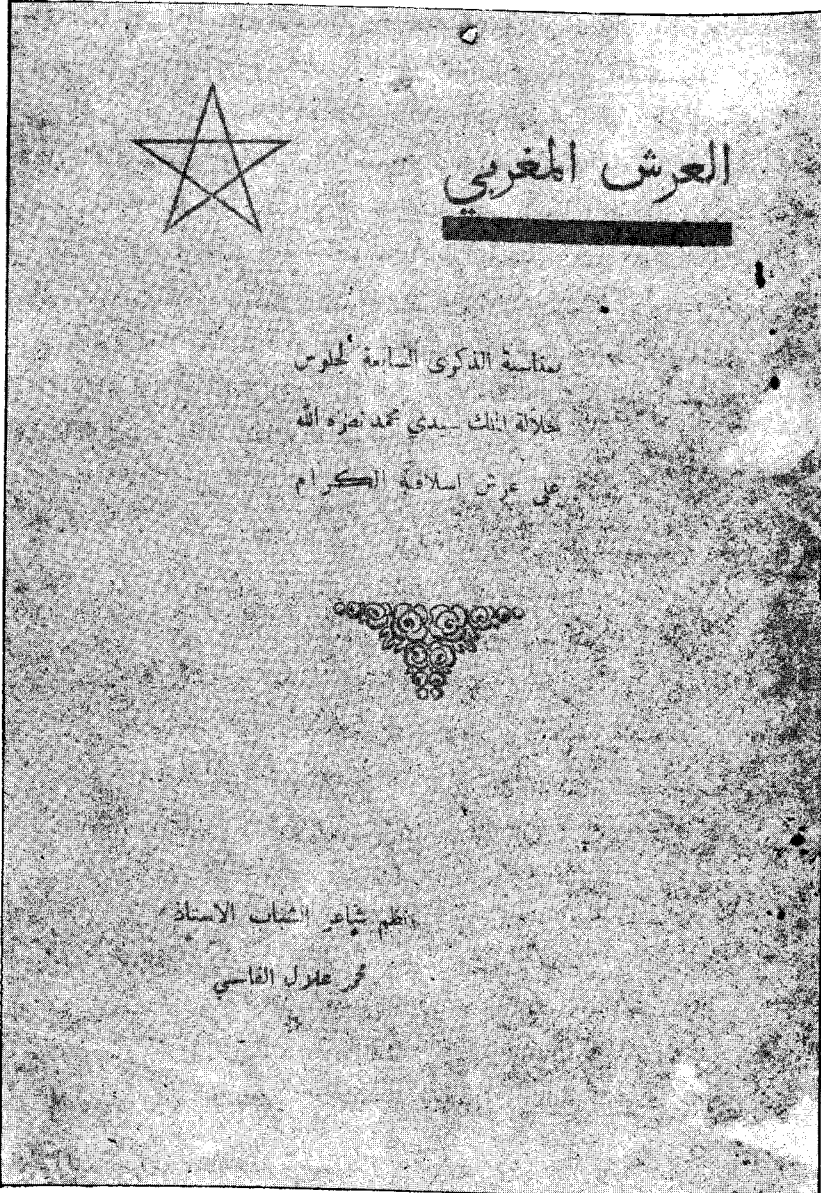 العرش المغربي
بمناسبة الذكرى السابعة لجلوس
جلالة الملك سيدي محمد نصره الله
على عرش اسلافه الكرام
نظم شاعر الشباب الاستاذ
محمد علال الفاسي